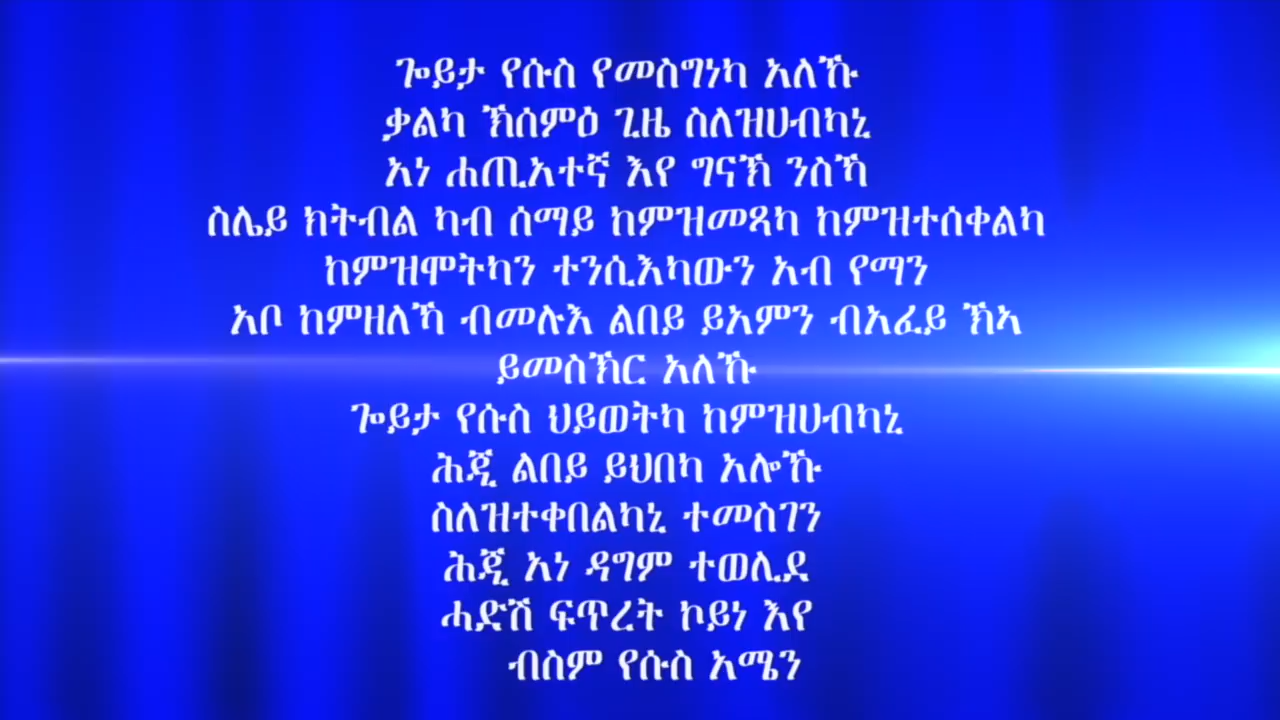 ጐይታ የሱስ የመስግነካ አለኹ
ቃልካ ኽሰምዕ ጊዜ ስለዝሀብካኒ
አነ ሐጢአተኛ እየ ግናኽ ንስኻ
ስሌይ ክትብል ካብ ሰማይ ከምዝመጻካ ከምዝተሰቀልካ
ከምዝሞትካን ተንሲእካውን አብ የማን
አቦ ከምዘለኻ ብመሉእ ልበይ ይአምን ብአፈይ ኽኣ
ይመስኽር አለኹ
ጐይታ የሱስ ህይወትካ ከምዝሀብካኒ
ሕጂ ልበይ ይህበካ አሎኹ
ስለዝተቀበልካኒ ተመስገን
ሕጂ አነ ዳግም ተወሊደ
ሓድሽ ፍጥረት ኮይነ እየ
ብስም የሱስ አሜን